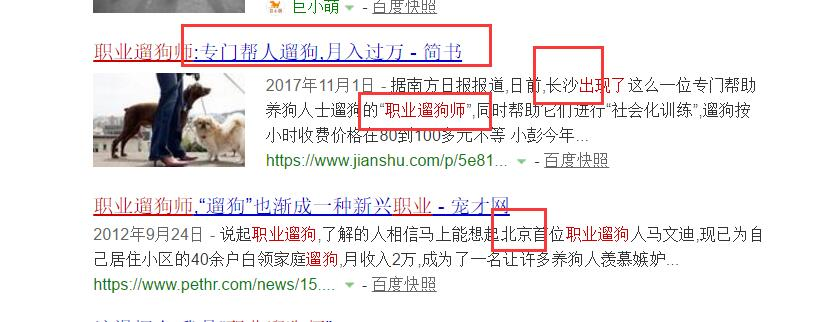 巨小萌 - 百度快照
职业遛狗师:专门帮人遛狗,月入过万 - 简书
2017年11月1日 - 据南方日报报道,日前,长沙出现了这么一位专门帮助
养狗人士遛狗的“职业遛狗师”,同时帮助它们进行“社会化训练”,遛狗按
小时收费价格在80到100多元不等 小彭今年...
https://www.jianshu.com/p/5e81... - 百度快照
职业遛狗师,“遛狗”也渐成一种新兴职业 - 宠才网
2012年9月24日 - 说起职业遛狗,了解的人相信马上能想起北京首位职业遛狗人马文迪,现已为自
己居住小区的40余户白领家庭遛狗,月收入2万,成为了一名让许多养狗人羡慕嫉妒...
https://www.pethr.com/news/15.... - 百度快照